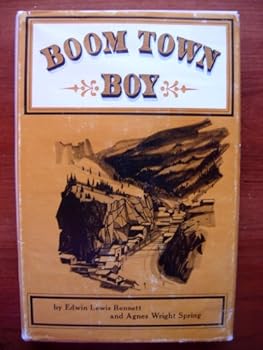 BOOM TOWN
BOY
by Edwin Lewis Bennett
and Agnes Wright Spring